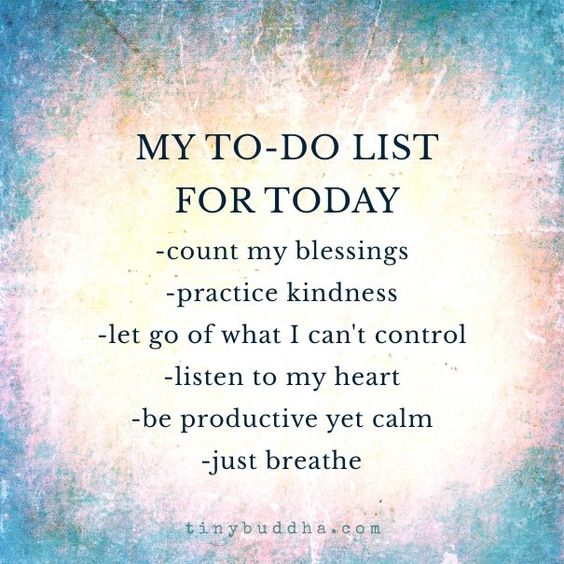 MY TO-DO LIST
FOR TODAY
-count my blessings
-practice kindness
-let go of what I can't control
-listen to my heart
-be productive yet calm
-just breathe
tinybuddha.com